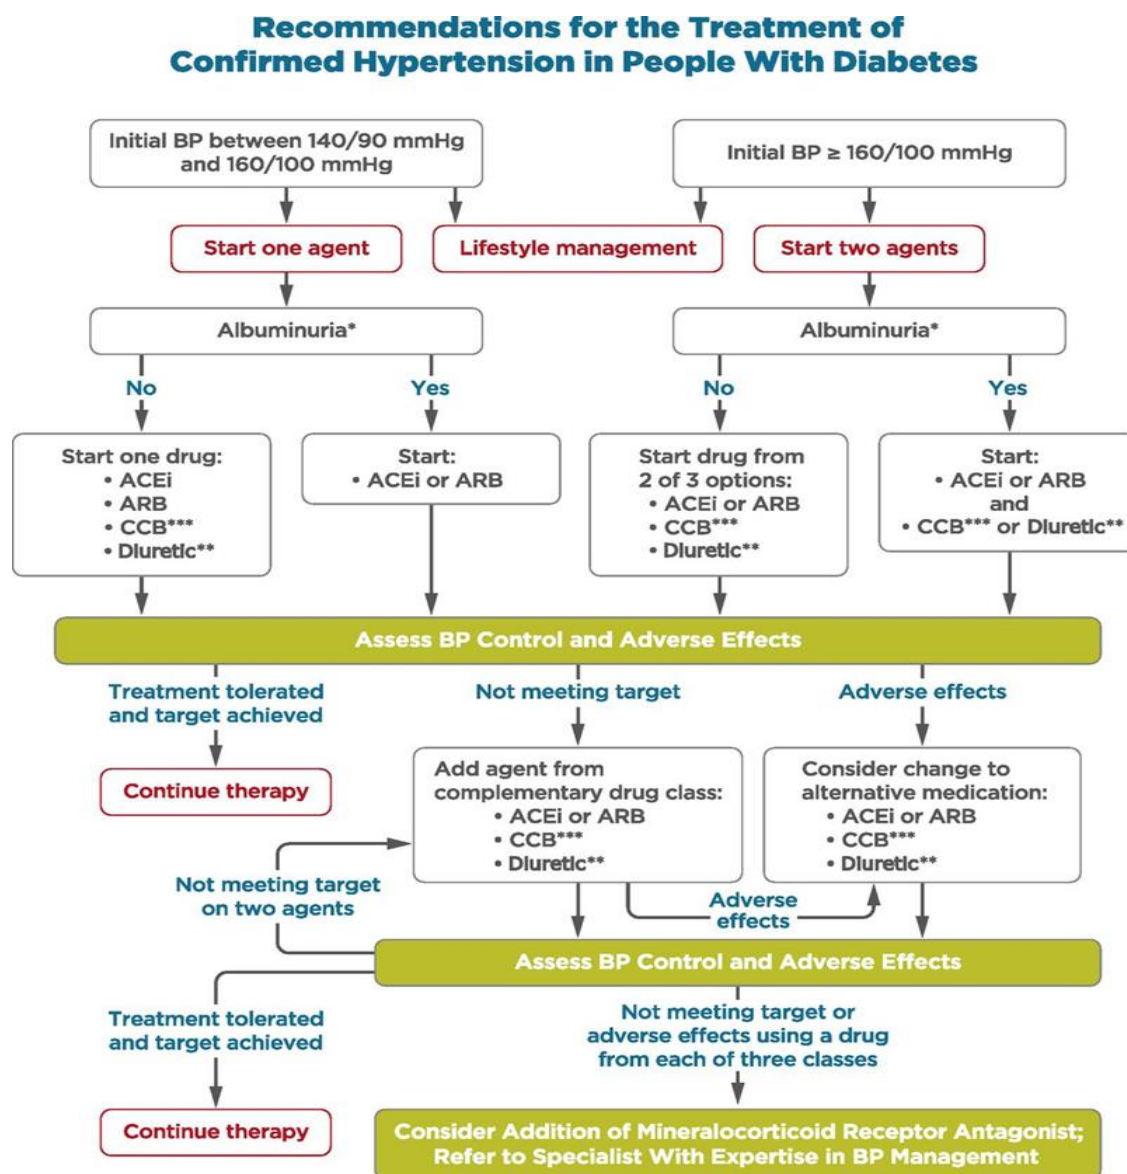 Recommendations for the Treatment of
Confirmed Hypertension in People With Diabetes
Initial BP between 140/90 mmHg
and 160/100 mmHg
Initial BP ≥ 160/100 mmHg
Start one agent
Lifestyle management
Start two agents
Albuminuria*
Albuminuria*
No
Yes
No
Yes
Start one drug:
• ACEi
• ARB
• CCB***
• Diuretic**
Start:
• ACEi or ARB
Start drug from
2 of 3 options:
• ACEi or ARB
• CCB***
• Diuretic**
Start:
• ACEi or ARB
and
• CCB*** or Diuretic**
Assess BP Control and Adverse Effects
Treatment tolerated
and target achieved
Not meeting target
Adverse effects
Continue therapy
Add agent from
complementary drug class:
• ACEi or ARB
• CCB***
• Diuretic**
Consider change to
alternative medication:
• ACEi or ARB
• CCB***
• Diuretic**
Not meeting target
on two agents
Adverse
effects
Assess BP Control and Adverse Effects
Treatment tolerated
and target achieved
Not meeting target or
adverse effects using a drug
from each of three classes
Continue therapy
Consider Addition of Mineralocorticoid Receptor Antagonist;
Refer to Specialist With Expertise in BP Management